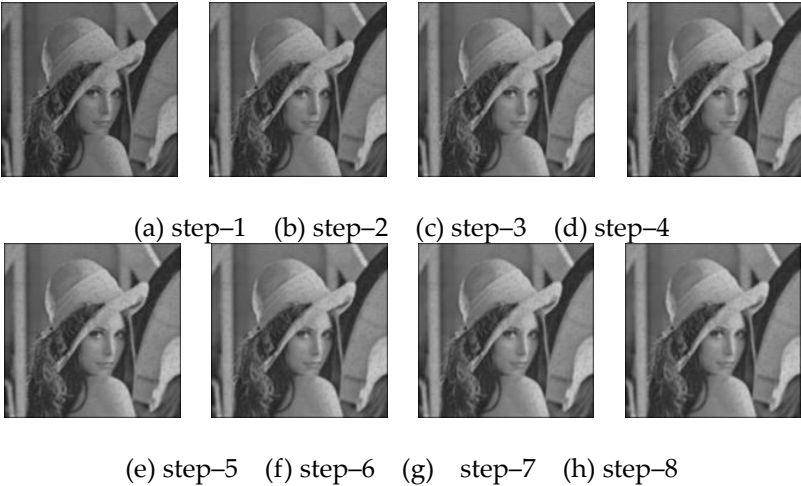 (a) step–1 (b) step–2 (c) step–3 (d) step–4
(e) step–5 (f) step–6 (g) step–7 (h) step–8